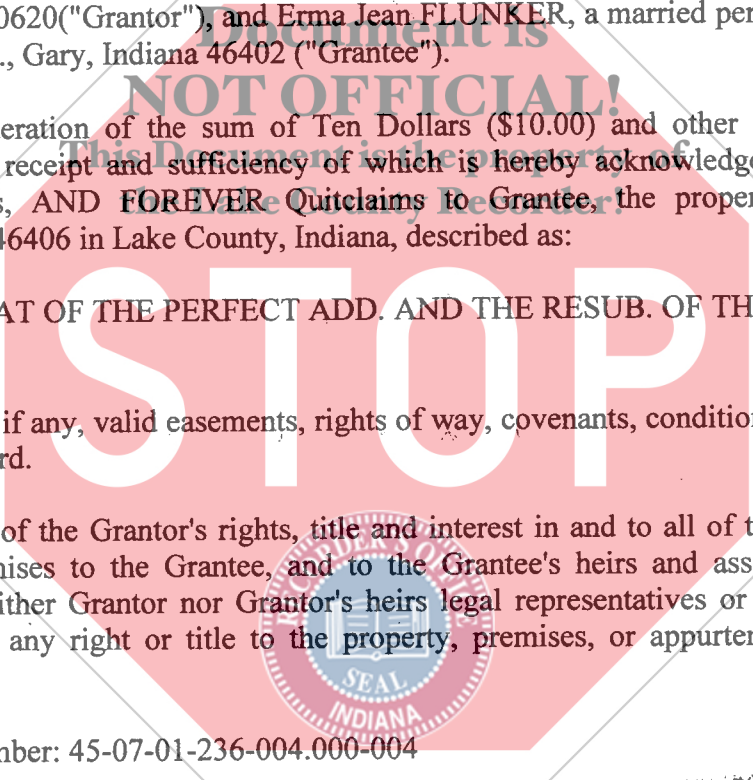 0620("Grantor"), and Erma Jean FLUNKER, a married per
Document is
., Gary, Indiana 46402 ("Grantee").
NOT OFFICIAL!
eration of the sum of Ten Dollars ($10.00) and other
This Document is the property of
receipt and sufficiency of which is hereby acknowledge
the Lake County Recorder!
s, AND FOREVER Quitclaims to Grantee, the proper
46406 in Lake County, Indiana, described as:
STOP
AT OF THE PERFECT ADD. AND THE RESUB. OF TH
if any, valid easements, rights of way, covenants, condition
rd.
of the Grantor's rights, title and interest in and to all of t
nises to the Grantee, and to the Grantee's heirs and ass
ither Grantor nor Grantor's heirs legal representatives or
any right or title to the property, premises, or appurten
RECORDER'S OFFICE
SEAL
INDIANA
mber: 45-07-01-236-004.000-004